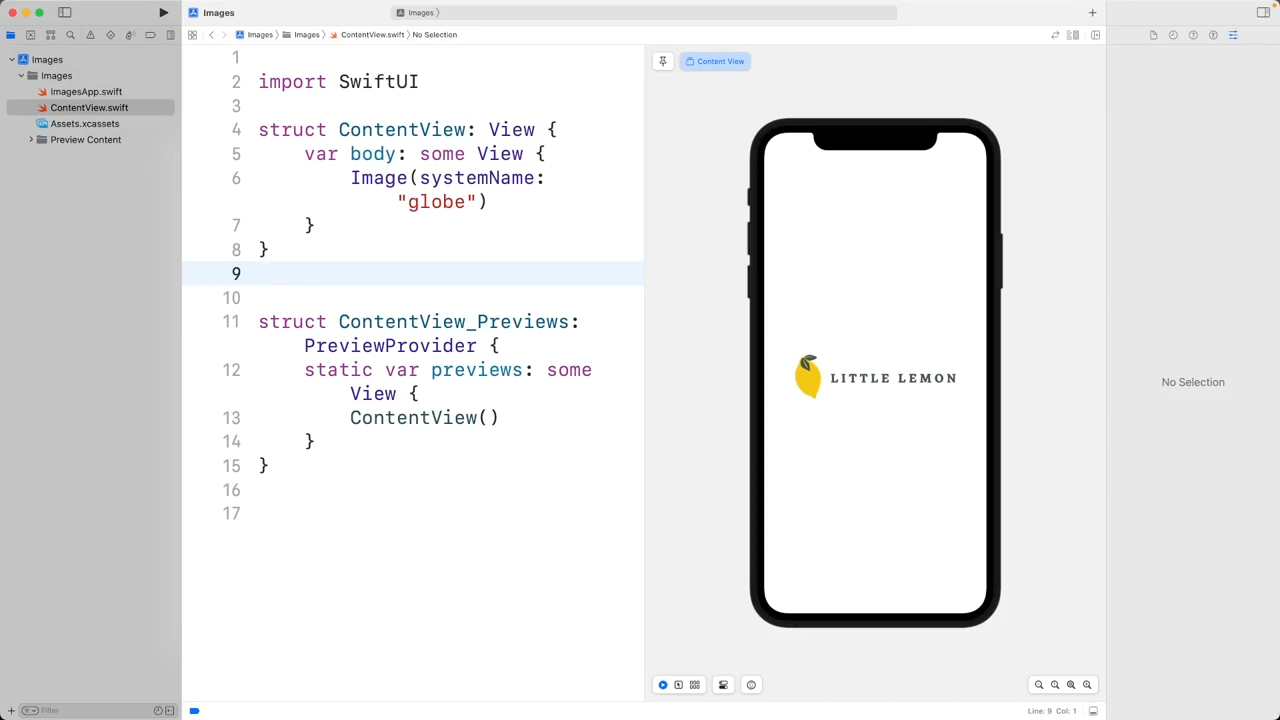 Images
Images 〉
Images 〉 Images 〉 ContentView.swift 〉 No Selection
Images
Images
ImagesApp.swift
ContentView.swift
Assets.xcassets
Preview Content
1
2 import SwiftUI
3
4 struct ContentView: View {
5 var body: some View {
6 Image(systemName:
"globe")
7 }
8 }
9
10
11 struct ContentView_Previews:
PreviewProvider {
12 static var previews: some
View {
13 ContentView()
14 }
15 }
16
17
Content View
LITTLE LEMON
No Selection
Filter
Line: 9 Col: 1